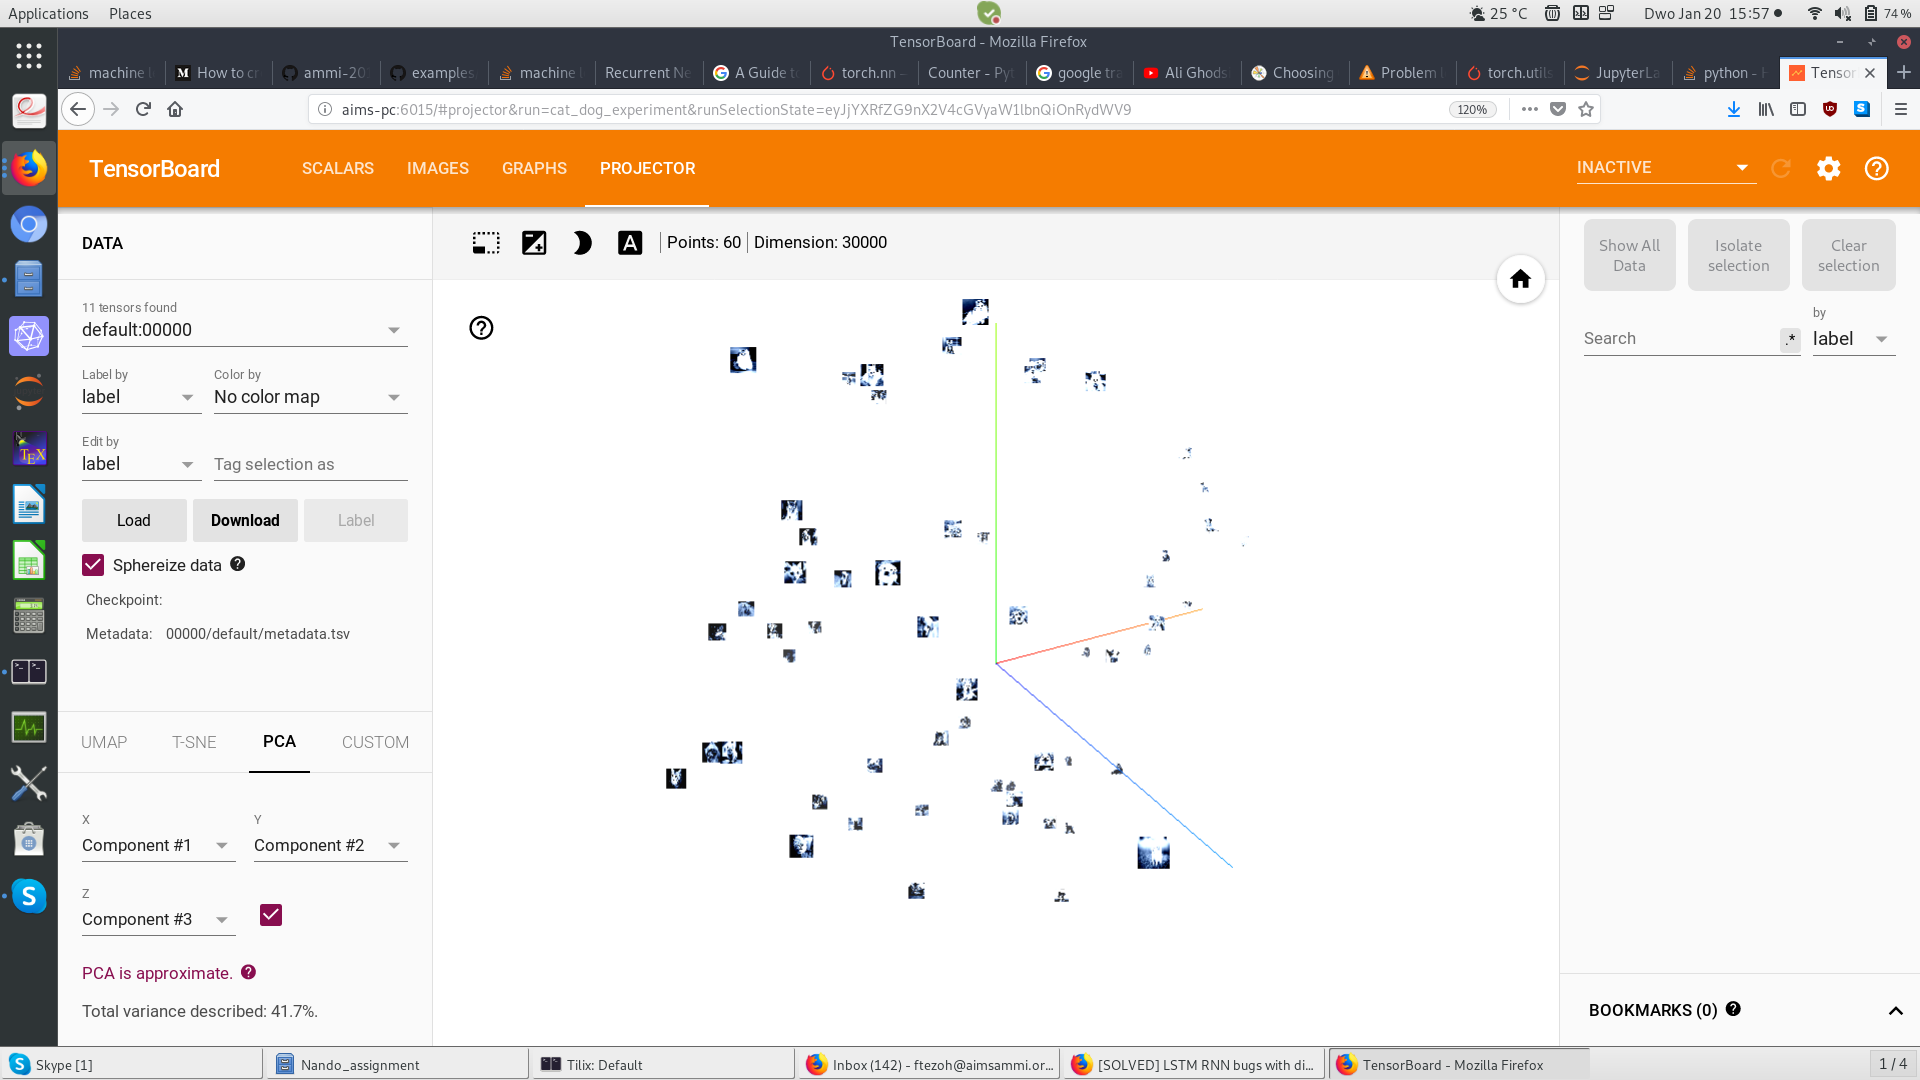 Applications Places 25 °C Dwo Jan 20 15:57 74 %
TensorBoard - Mozilla Firefox
machine How to cr ammi-20 examples machine Recurrent Ne A Guide to torch.nn Counter - Py google tra Ali Ghods Choosing Problem torch.utils JupyterLa python - Tensor
aims-pc:6015/#projector&run=cat_dog_experiment&runSelectionState=eyJjYXRfZG9nX2V4cGVyaW1lbnQiOnRydWV9 120%
TensorBoard SCALARS IMAGES GRAPHS PROJECTOR INACTIVE
DATA
Points: 60 Dimension: 30000
Show All Data
Isolate selection
Clear selection
11 tensors found
default:00000
by
Search .* label
Label by Color by
label No color map
Edit by
label Tag selection as
Load Download Label
Sphereize data
Checkpoint:
Metadata: 00000/default/metadata.tsv
UMAP T-SNE PCA CUSTOM
X Y
Component #1 Component #2
Z
Component #3
PCA is approximate.
Total variance described: 41.7%.
BOOKMARKS (0)
Skype [1] Nando_assignment Tilix: Default Inbox (142) - ftezoh@aimsammi.or... [SOLVED] LSTM RNN bugs with di... TensorBoard - Mozilla Firefox 1 / 4